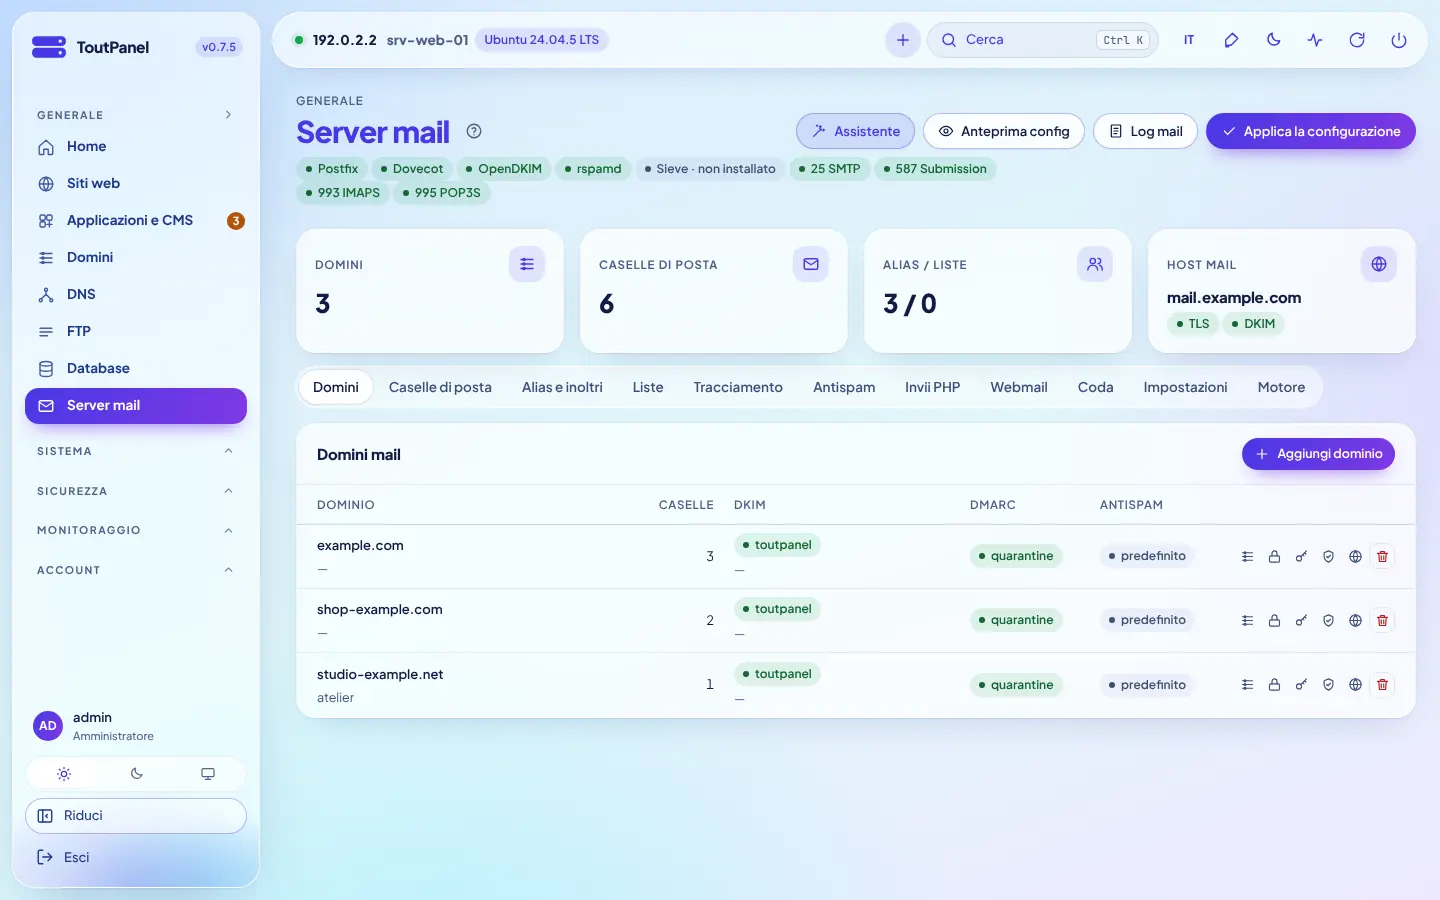 ToutPanel
v0.7.5
GENERALE
Home
Siti web
Applicazioni e CMS
3
Domini
DNS
FTP
Database
Server mail
SISTEMA
SICUREZZA
MONITORAGGIO
ACCOUNT
AD
admin
Amministratore
Riduci
Esci
192.0.2.2 srv-web-01 Ubuntu 24.04.5 LTS
Cerca
Ctrl K
IT
GENERALE
Server mail
Assistente
Anteprima config
Log mail
Applica la configurazione
Postfix
Dovecot
OpenDKIM
rspamd
Sieve · non installato
25 SMTP
587 Submission
993 IMAPS
995 POP3S
DOMINI
3
CASELLE DI POSTA
6
ALIAS / LISTE
3 / 0
HOST MAIL
mail.example.com
TLS
DKIM
Domini
Caselle di posta
Alias e inoltri
Liste
Tracciamento
Antispam
Invii PHP
Webmail
Coda
Impostazioni
Motore
Domini mail
Aggiungi dominio
DOMINIO CASELLE DKIM DMARC ANTISPAM
example.com
—
3
toutpanel
—
quarantine
predefinito
shop-example.com
—
2
toutpanel
—
quarantine
predefinito
studio-example.net
atelier
1
toutpanel
—
quarantine
predefinito